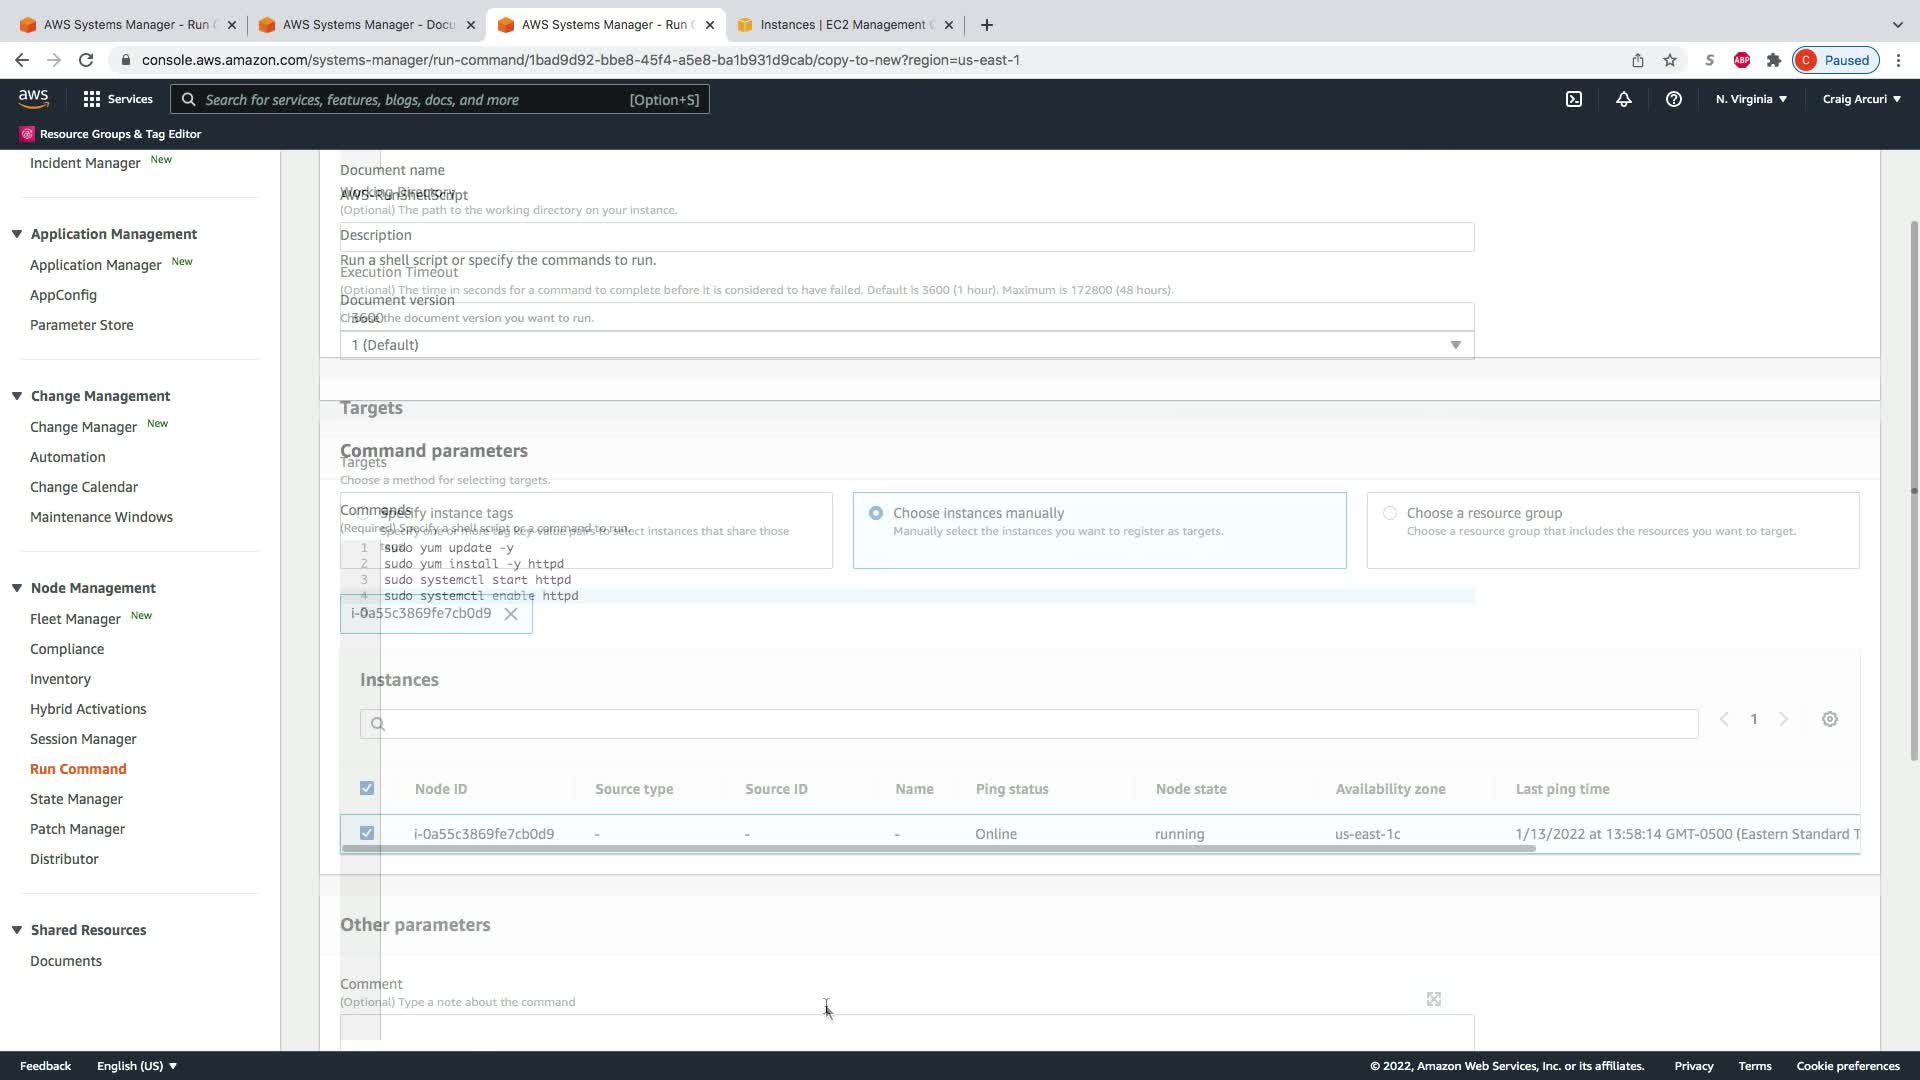 AWS Systems Manager - Run C
AWS Systems Manager - Docu
AWS Systems Manager - Run C
Instances | EC2 Management C
console.aws.amazon.com/systems-manager/run-command/1bad9d92-bbe8-45f4-a5e8-ba1b931d9cab/copy-to-new?region=us-east-1
S
ABP
C
Paused
aws
Services
Search for services, features, blogs, docs, and more
[Option+S]
N. Virginia
Craig Arcuri
Resource Groups & Tag Editor
Incident Manager New
Application Management
Application Manager New
AppConfig
Parameter Store
Change Management
Change Manager New
Automation
Change Calendar
Maintenance Windows
Node Management
Fleet Manager New
Compliance
Inventory
Hybrid Activations
Session Manager
Run Command
State Manager
Patch Manager
Distributor
Shared Resources
Documents
Document name
Working Directory
AWS-RunShellScript
(Optional) The path to the working directory on your instance.
Description
Run a shell script or specify the commands to run.
Execution Timeout
(Optional) The time in seconds for a command to complete before it is considered to have failed. Default is 3600 (1 hour). Maximum is 172800 (48 hours).
Document version
3600
Choose the document version you want to run.
1 (Default)
Targets
Command parameters
Targets
Choose a method for selecting targets.
Commands
(Required) Specify a shell script or a command to run.
Specify instance tags
Specify one or more tag key-value pairs to select instances that share those tags.
Choose instances manually
Manually select the instances you want to register as targets.
Choose a resource group
Choose a resource group that includes the resources you want to target.
1 sudo yum update -y
2 sudo yum install -y httpd
3 sudo systemctl start httpd
4 sudo systemctl enable httpd
i-0a55c3869fe7cb0d9
Instances
1
Node ID
Source type
Source ID
Name
Ping status
Node state
Availability zone
Last ping time
i-0a55c3869fe7cb0d9
-
-
-
Online
running
us-east-1c
1/13/2022 at 13:58:14 GMT-0500 (Eastern Standard T
Other parameters
Comment
(Optional) Type a note about the command
Feedback
English (US)
© 2022, Amazon Web Services, Inc. or its affiliates.
Privacy
Terms
Cookie preferences